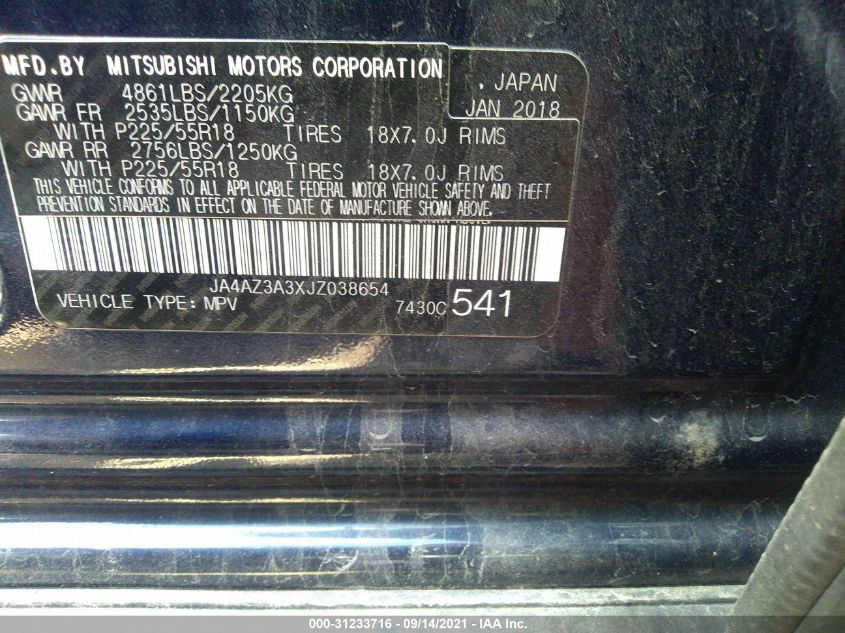 MFD.BY MITSUBISHI MOTORS CORPORATION , JAPAN
GVWR 4861LBS/2205KG JAN 2018
GAWR FR 2535LBS/1150KG
WITH P225/55R18 TIRES 18X7.0J RIMS
GAWR RR 2756LBS/1250KG
WITH P225/55R18 TIRES 18X7.0J RIMS
THIS VEHICLE CONFORMS TO ALL APPLICABLE FEDERAL MOTOR VEHICLE SAFETY AND THEFT
PREVENTION STANDARDS IN EFFECT ON THE DATE OF MANUFACTURE SHOWN ABOVE.
JA4AZ3A3XJZ038654
VEHICLE TYPE: MPV 7430C 541
000-31233716 - 09/14/2021 - IAA Inc.